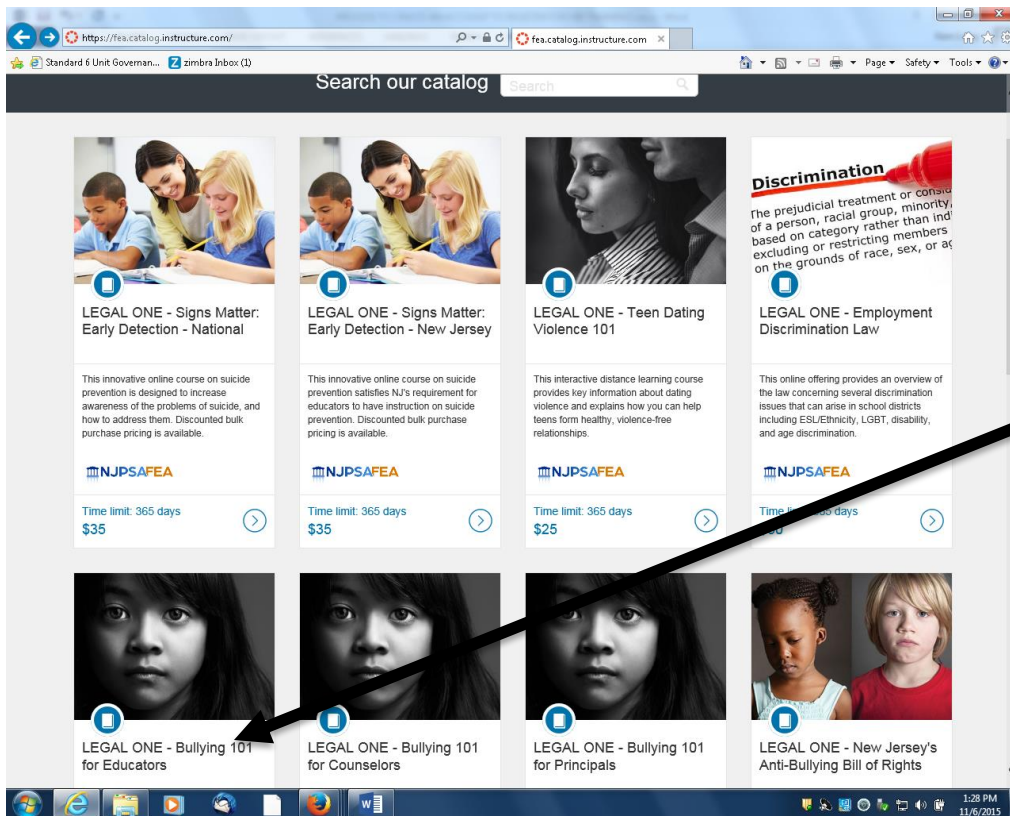 https://fea.catalog.instructure.com/
fea.catalog.instructure.com
Standard 6 Unit Governan...
zimbra Inbox (1)
Page
Safety
Tools
Search our catalog
Search
Discrimination
The prejudicial treatment or
of a person, racial group, minority,
based on category rather than
excluding or restricting members
on the grounds of race, sex, or
LEGAL ONE - Signs Matter:
Early Detection - National
This innovative online course on suicide
prevention is designed to increase
awareness of the problems of suicide, and
how to address them. Discounted bulk
purchase pricing is available.
NJPSAFEA
Time limit: 365 days
$35
LEGAL ONE - Signs Matter:
Early Detection - New Jersey
This innovative online course on suicide
prevention satisfies NJ's requirement for
educators to have instruction on suicide
prevention. Discounted bulk purchase
pricing is available.
NJPSAFEA
Time limit: 365 days
$35
LEGAL ONE - Teen Dating
Violence 101
This interactive distance learning course
provides key information about dating
violence and explains how you can help
teens form healthy, violence-free
relationships.
NJPSAFEA
Time limit: 365 days
$25
LEGAL ONE - Employment
Discrimination Law
This online offering provides an overview of
the law concerning several discrimination
issues that can arise in school districts
including ESL/Ethnicity, LGBT, disability,
and age discrimination.
NJPSAFEA
Time days
LEGAL ONE - Bullying 101
for Educators
LEGAL ONE - Bullying 101
for Counselors
LEGAL ONE - Bullying 101
for Principals
LEGAL ONE - New Jersey's
Anti-Bullying Bill of Rights
1:28 PM
11/6/2015